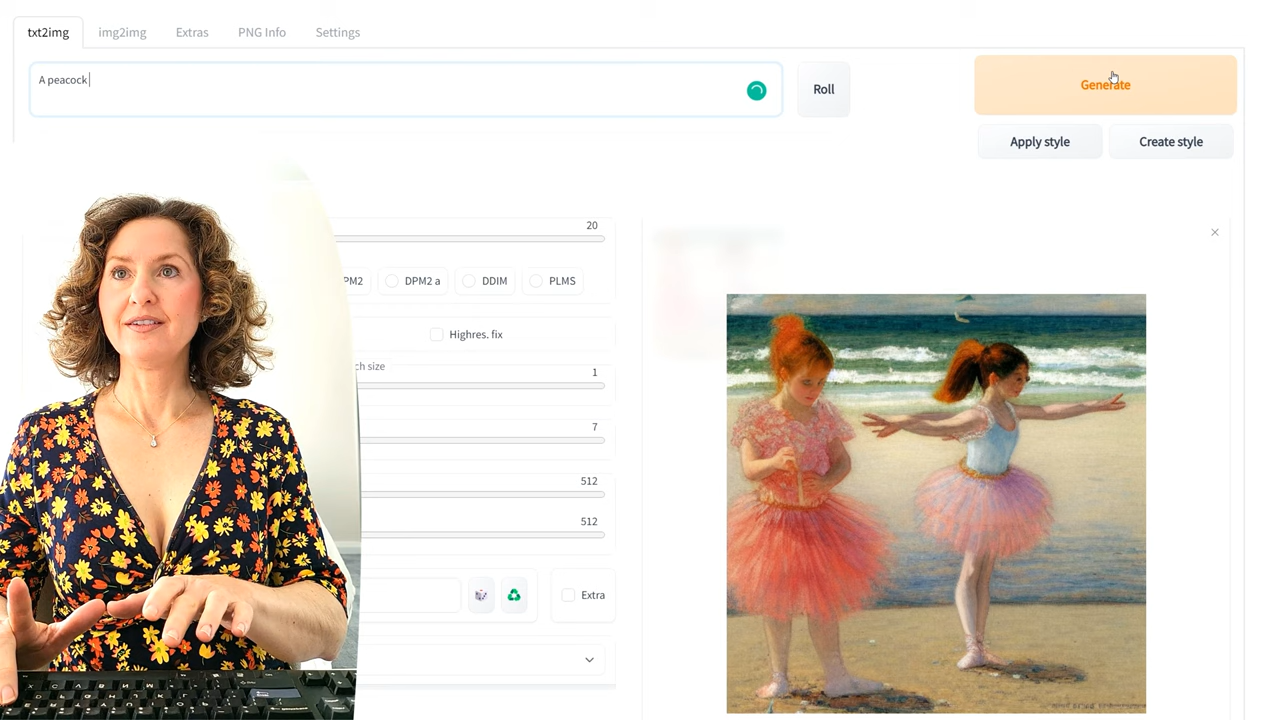 txt2img img2img Extras PNG Info Settings
A peacock
Roll
Generate
Apply style Create style
20
PM2 DPM2 a DDIM PLMS
Highres. fix
ch size 1
7
512
512
Extra